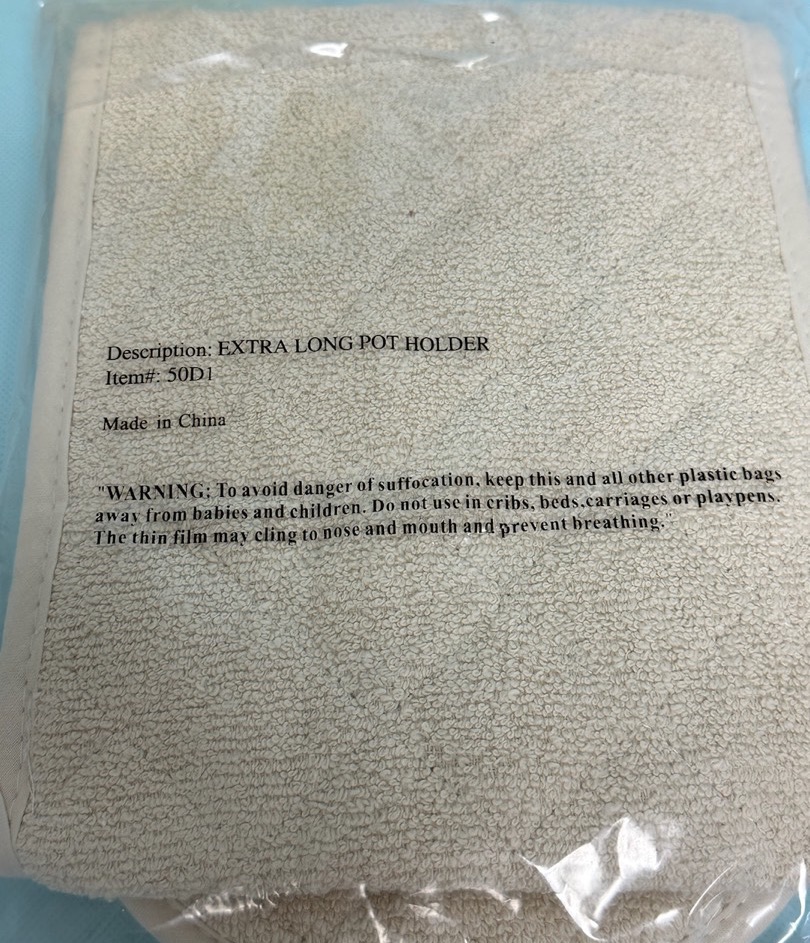 Description: EXTRA LONG POT HOLDER
Item#: 50D1
Made in China
"WARNING: To avoid danger of suffocation, keep this and all other plastic bags
away from babies and children. Do not use in cribs, beds,carriages or playpens.
The thin film may cling to nose and mouth and prevent breathing."